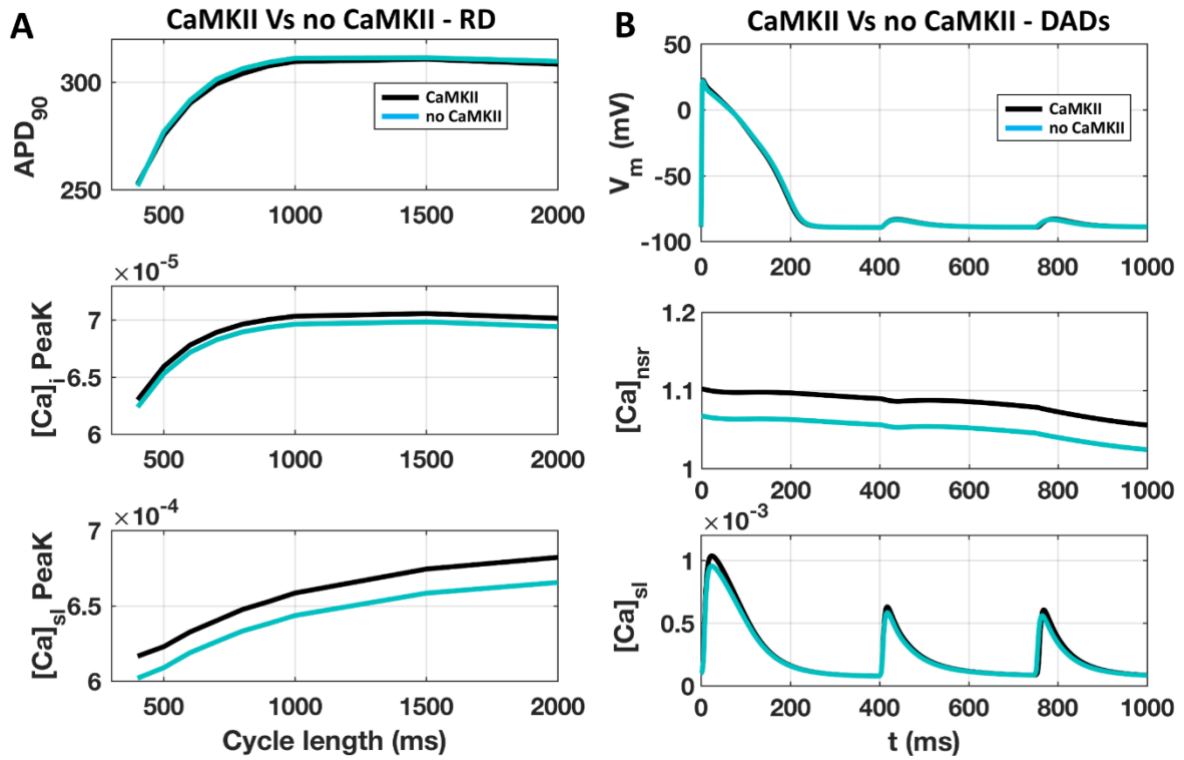 A
CaMKII Vs no CaMKII - RD
APD90
300
250
CaMKII
no CaMKII
500 1000 1500 2000
× 10-5
[Ca]i PeaK
7
6.5
6
500 1000 1500 2000
× 10-4
[Ca]sl PeaK
7
6.5
6
500 1000 1500 2000
Cycle length (ms)
B
CaMKII Vs no CaMKII - DADs
Vm (mV)
0
-50
-100
CaMKII
no CaMKII
0 200 400 600 800 1000
[Ca]nsr
1.2
1.1
1
0 200 400 600 800 1000
× 10-3
[Ca]sl
1
0.5
0
0 200 400 600 800 1000
t (ms)